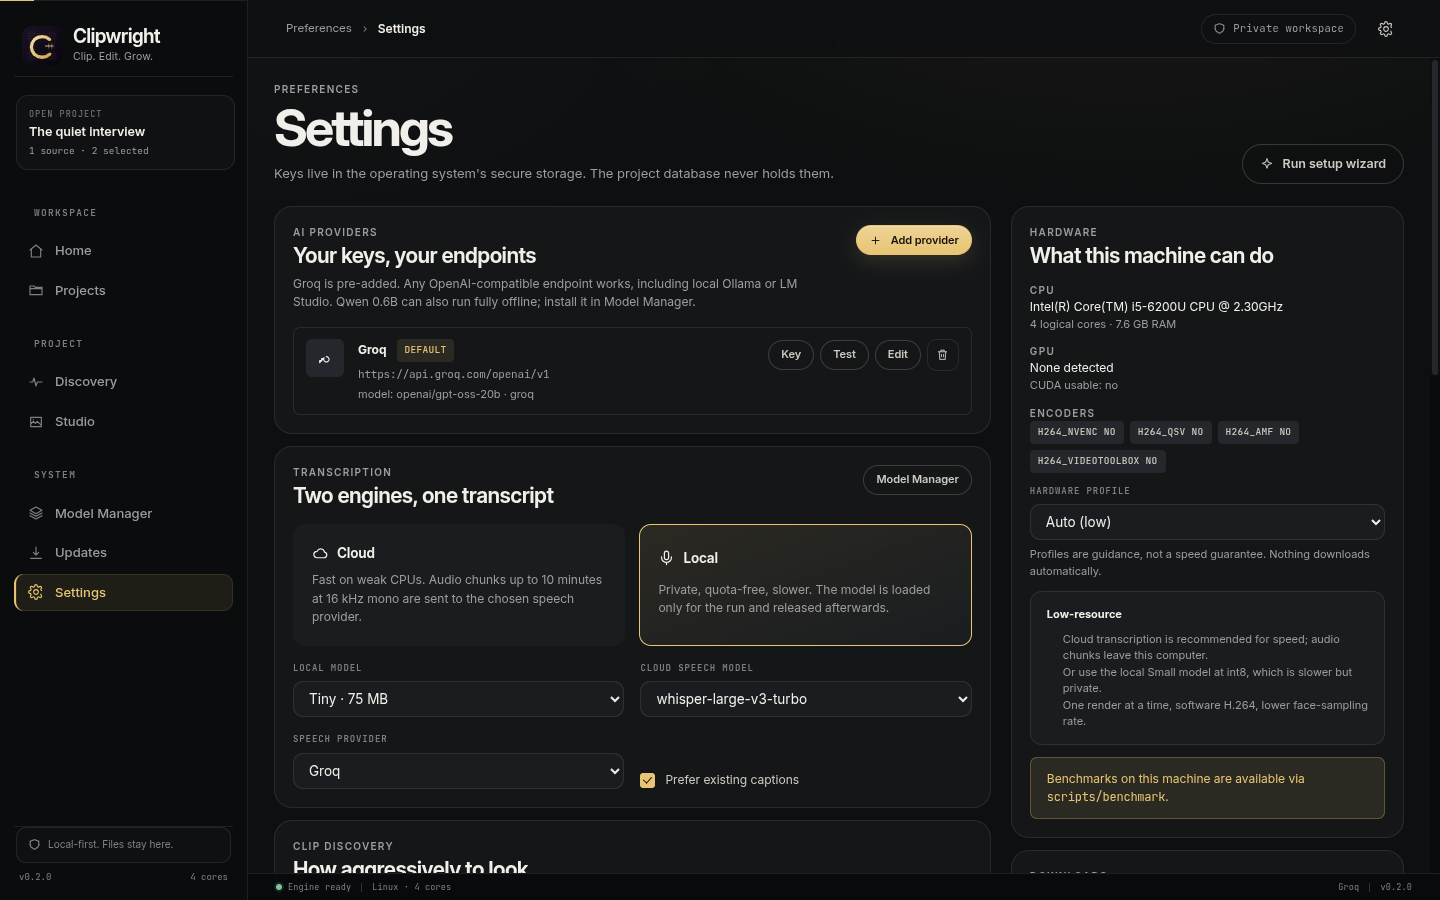 Clipwright
Clip. Edit. Grow.
OPEN PROJECT
The quiet interview
1 source · 2 selected
WORKSPACE
Home
Projects
PROJECT
Discovery
Studio
SYSTEM
Model Manager
Updates
Settings
Local-first. Files stay here.
v0.2.0
4 cores
Preferences › Settings
Private workspace
PREFERENCES
Settings
Keys live in the operating system's secure storage. The project database never holds them.
Run setup wizard
AI PROVIDERS
Your keys, your endpoints
Add provider
Groq is pre-added. Any OpenAI-compatible endpoint works, including local Ollama or LM
Studio. Qwen 0.6B can also run fully offline; install it in Model Manager.
Groq DEFAULT
https://api.groq.com/openai/v1
model: openai/gpt-oss-20b · groq
Key
Test
Edit
TRANSCRIPTION
Two engines, one transcript
Model Manager
Cloud
Fast on weak CPUs. Audio chunks up to 10 minutes
at 16 kHz mono are sent to the chosen speech
provider.
Local
Private, quota-free, slower. The model is loaded
only for the run and released afterwards.
LOCAL MODEL
Tiny · 75 MB
CLOUD SPEECH MODEL
whisper-large-v3-turbo
SPEECH PROVIDER
Groq
Prefer existing captions
CLIP DISCOVERY
How aggressively to look
HARDWARE
What this machine can do
CPU
Intel(R) Core(TM) i5-6200U CPU @ 2.30GHz
4 logical cores · 7.6 GB RAM
GPU
None detected
CUDA usable: no
ENCODERS
H264_NVENC NO
H264_QSV NO
H264_AMF NO
H264_VIDEOTOOLBOX NO
HARDWARE PROFILE
Auto (low)
Profiles are guidance, not a speed guarantee. Nothing downloads
automatically.
Low-resource
Cloud transcription is recommended for speed; audio
chunks leave this computer.
Or use the local Small model at int8, which is slower but
private.
One render at a time, software H.264, lower face-sampling
rate.
Benchmarks on this machine are available via
scripts/benchmark.
DOWNLOADS
Engine ready | Linux · 4 cores
Groq | v0.2.0